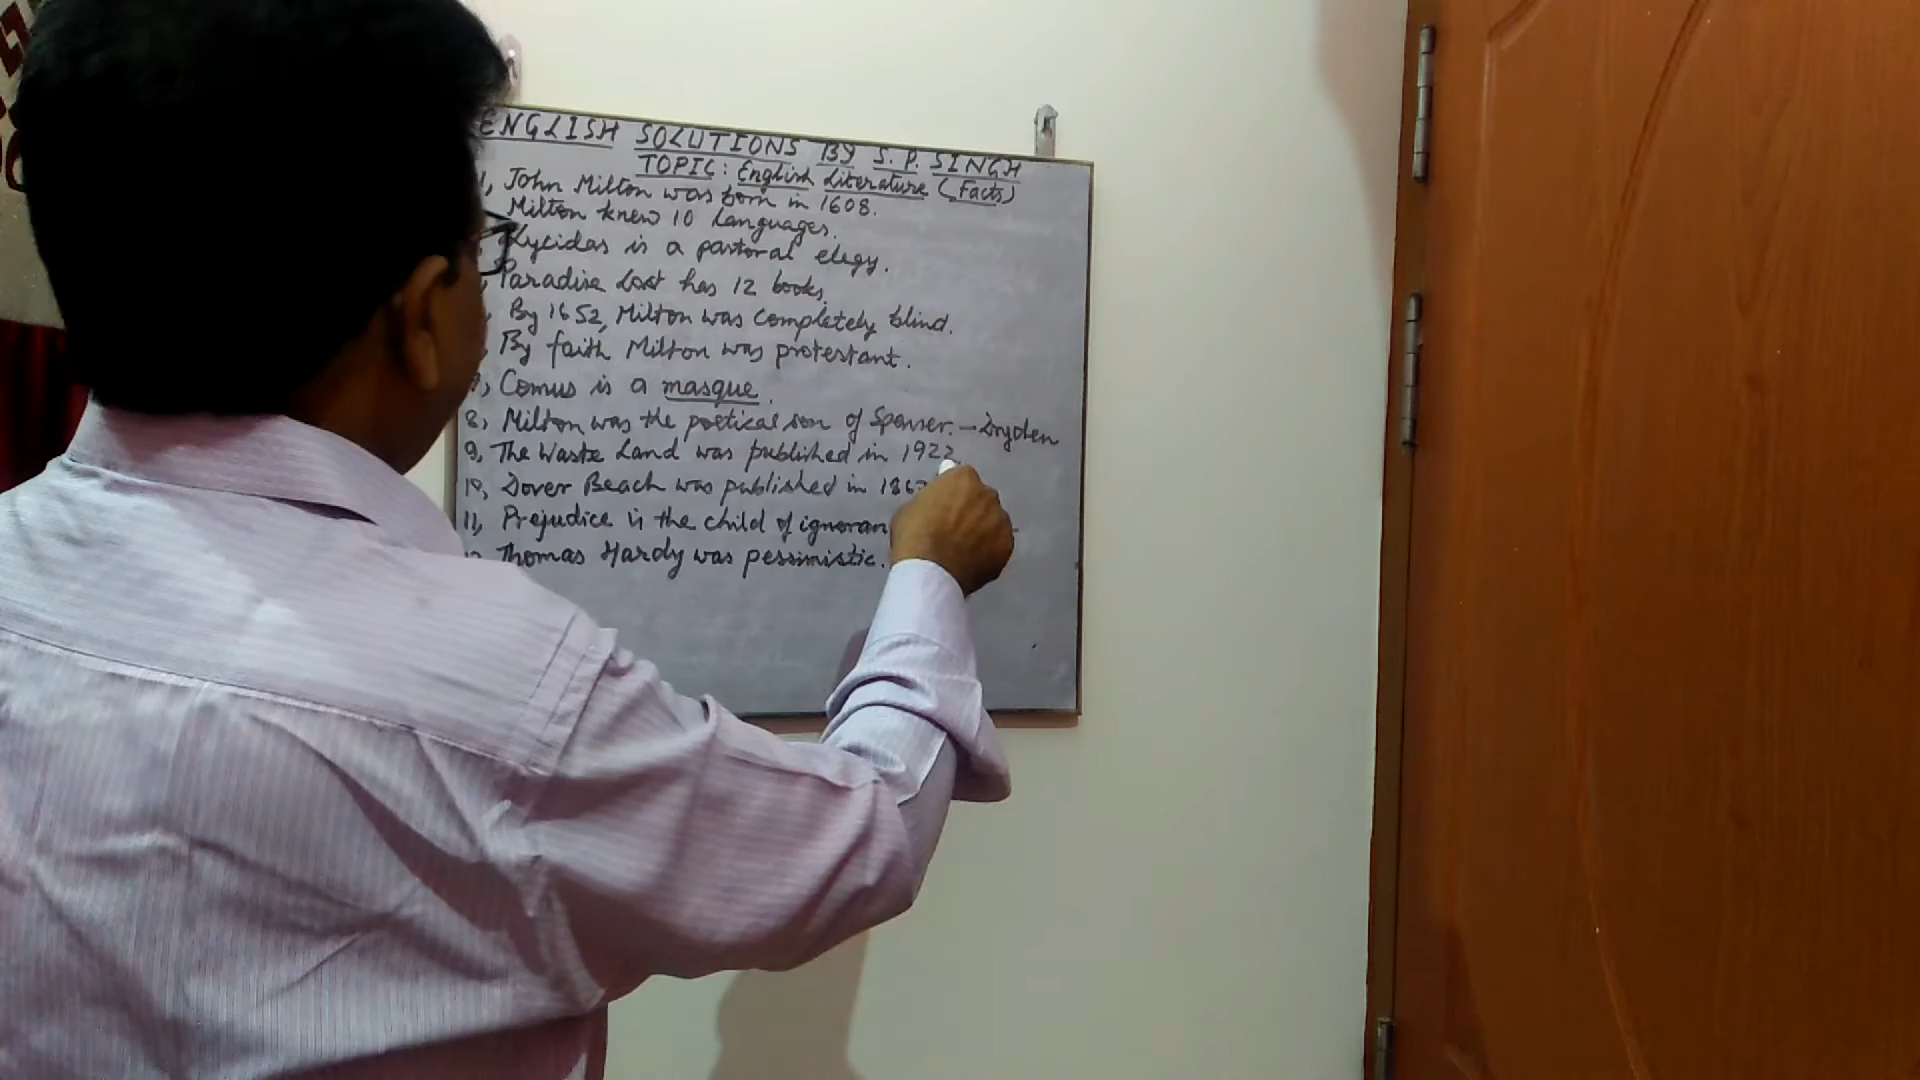 ENGLISH SOLUTIONS BY S. P. SINGH
TOPIC: English Literature (Facts)
1, John Milton was born in 1608.
Milton knew 10 languages.
Lycidas is a pastoral elegy.
Paradise Lost has 12 books.
By 1652, Milton was completely blind.
By faith Milton was protestant.
7, Comus is a masque.
8, Milton was the poetical son of Spenser. – Dryden
9, The Waste Land was published in 1922
10, Dover Beach was published in
11, Prejudice is the child of ignoran
Thomas Hardy was pessimistic.